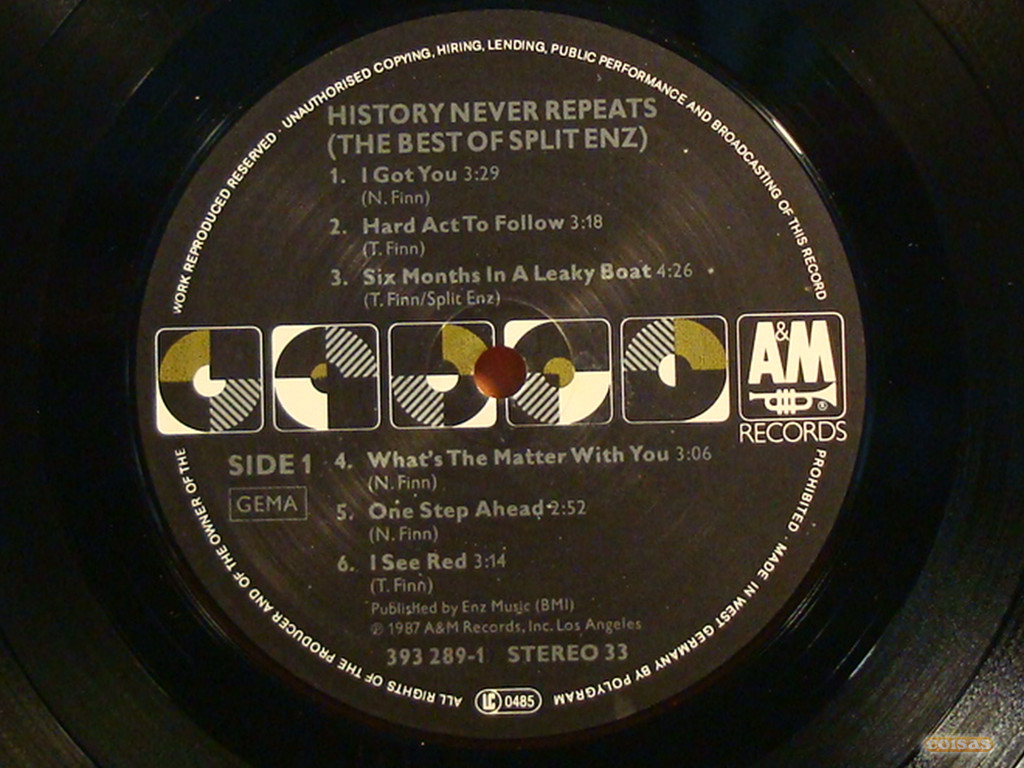 WORK REPRODUCED RESERVED · UNAUTHORISED COPYING, HIRING, LENDING, PUBLIC PERFORMANCE AND BROADCASTING OF THIS RECORD
HISTORY NEVER REPEATS
(THE BEST OF SPLIT ENZ)
1. I Got You 3:29
(N. Finn)
2. Hard Act To Follow 3:18
(T. Finn)
3. Six Months In A Leaky Boat 4:26
(T. Finn/Split Enz)
A&M
®
RECORDS
SIDE 1
GEMA
4. What's The Matter With You 3:06
(N. Finn)
5. One Step Ahead 2:52
(N. Finn)
6. I See Red 3:14
(T. Finn)
Published by Enz Music (BMI)
℗ 1987 A&M Records, Inc. Los Angeles
393 289-1 STEREO 33
PROHIBITED · MADE IN WEST GERMANY BY POLYGRAM
LC 0485
ALL RIGHTS OF THE PRODUCER AND OF THE OWNER OF THE
coisas